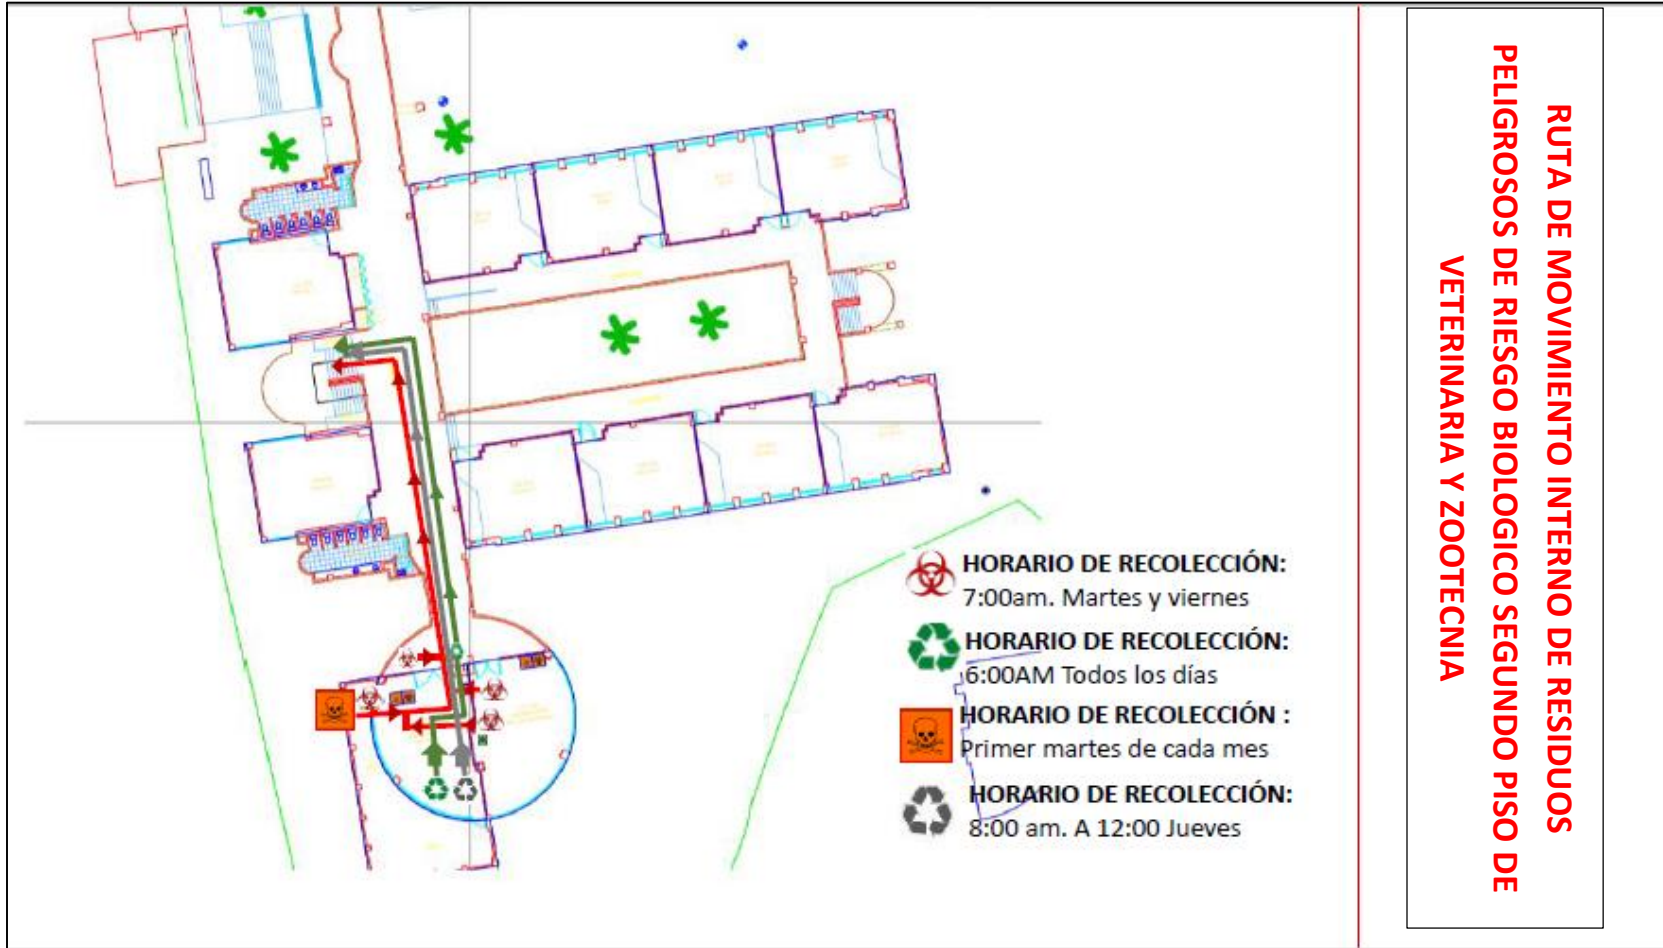 RUTA DE MOVIMIENTO INTERNO DE RESIDUOS
PELIGROSOS DE RIESGO BIOLOGICO SEGUNDO PISO DE
VETERINARIA Y ZOOTECNIA
HORARIO DE RECOLECCIÓN:
7:00am. Martes y viernes
HORARIO DE RECOLECCIÓN:
6:00AM Todos los días
HORARIO DE RECOLECCIÓN :
Primer martes de cada mes
HORARIO DE RECOLECCIÓN:
8:00 am. A 12:00 Jueves